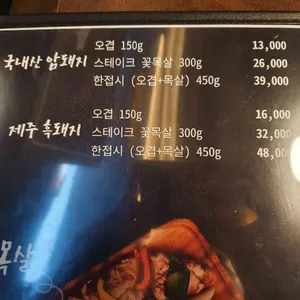 오겹 150g 13,000
국내산 암돼지 스테이크 꽃목살 300g 26,000
한접시 (오겹+목살) 450g 39,000
오겹 150g 16,000
제주 흑돼지 스테이크 꽃목살 300g 32,000
한접시 (오겹+목살) 450g 48,000
목살